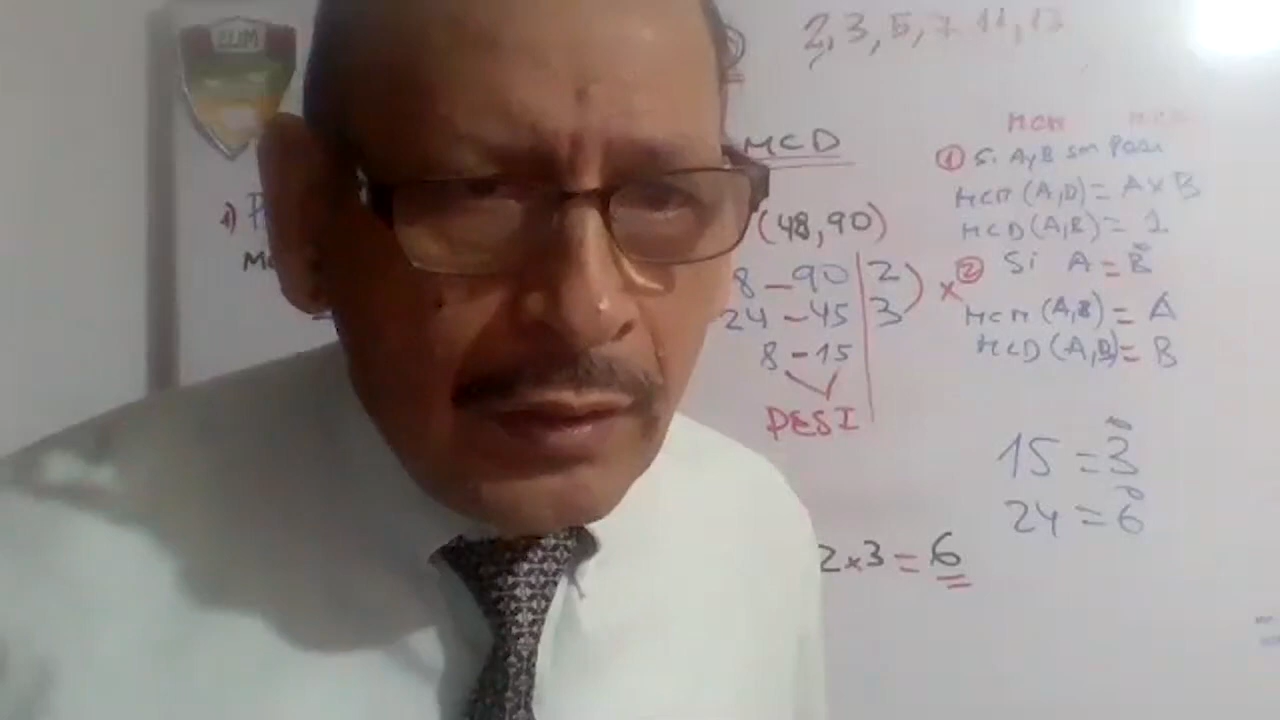 2, 3, 5, 7 11, 13
MCD
(48, 90)
8 - 90 | 2
24 - 45 | 3
8 - 15
PESI
2x3 = 6
MCM
① Si A, B son PESI
MCM (A,B) = A x B
MCD (A,B) = 1
② Si A = B̊
MCM (A,B) = A
MCD (A,B) = B
15 = 3̊
24 = 6̊
1)
x